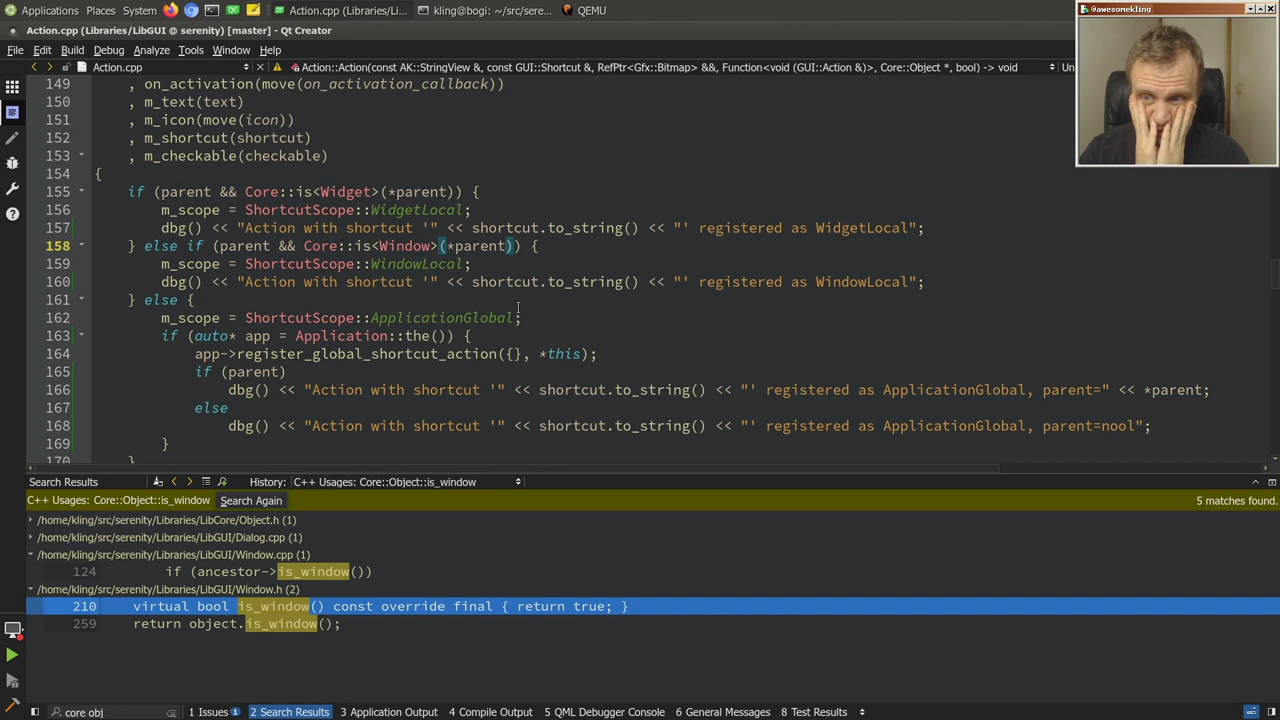 Applications Places System Action.cpp (Libraries/Li... kling@bogi: ~/src/sere... QEMU
@awesomekling
Action.cpp (Libraries/LibGUI @ serenity) [master] - Qt Creator
File Edit Build Debug Analyze Tools Window Help
Action.cpp Action::Action(const AK::StringView &, const GUI::Shortcut &, RefPtr<Gfx::Bitmap> &&, Function<void (GUI::Action &)>, Core::Object *, bool) -> void Un
149 , on_activation(move(on_activation_callback))
150 , m_text(text)
151 , m_icon(move(icon))
152 , m_shortcut(shortcut)
153 , m_checkable(checkable)
154 {
155 if (parent && Core::is<Widget>(*parent)) {
156 m_scope = ShortcutScope::WidgetLocal;
157 dbg() << "Action with shortcut '" << shortcut.to_string() << "' registered as WidgetLocal";
158 } else if (parent && Core::is<Window>(*parent)) {
159 m_scope = ShortcutScope::WindowLocal;
160 dbg() << "Action with shortcut '" << shortcut.to_string() << "' registered as WindowLocal";
161 } else {
162 m_scope = ShortcutScope::ApplicationGlobal;
163 if (auto* app = Application::the()) {
164 app->register_global_shortcut_action({}, *this);
165 if (parent)
166 dbg() << "Action with shortcut '" << shortcut.to_string() << "' registered as ApplicationGlobal, parent=" << *parent;
167 else
168 dbg() << "Action with shortcut '" << shortcut.to_string() << "' registered as ApplicationGlobal, parent=nool";
169 }
170 }
Search Results History: C++ Usages: Core::Object::is_window
C++ Usages: Core::Object::is_window Search Again 5 matches found.
/home/kling/src/serenity/Libraries/LibCore/Object.h (1)
/home/kling/src/serenity/Libraries/LibGUI/Dialog.cpp (1)
/home/kling/src/serenity/Libraries/LibGUI/Window.cpp (1)
124 if (ancestor->is_window())
/home/kling/src/serenity/Libraries/LibGUI/Window.h (2)
210 virtual bool is_window() const override final { return true; }
259 return object.is_window();
core obj 1 Issues 1 2 Search Results 3 Application Output 4 Compile Output 5 QML Debugger Console 6 General Messages 8 Test Results